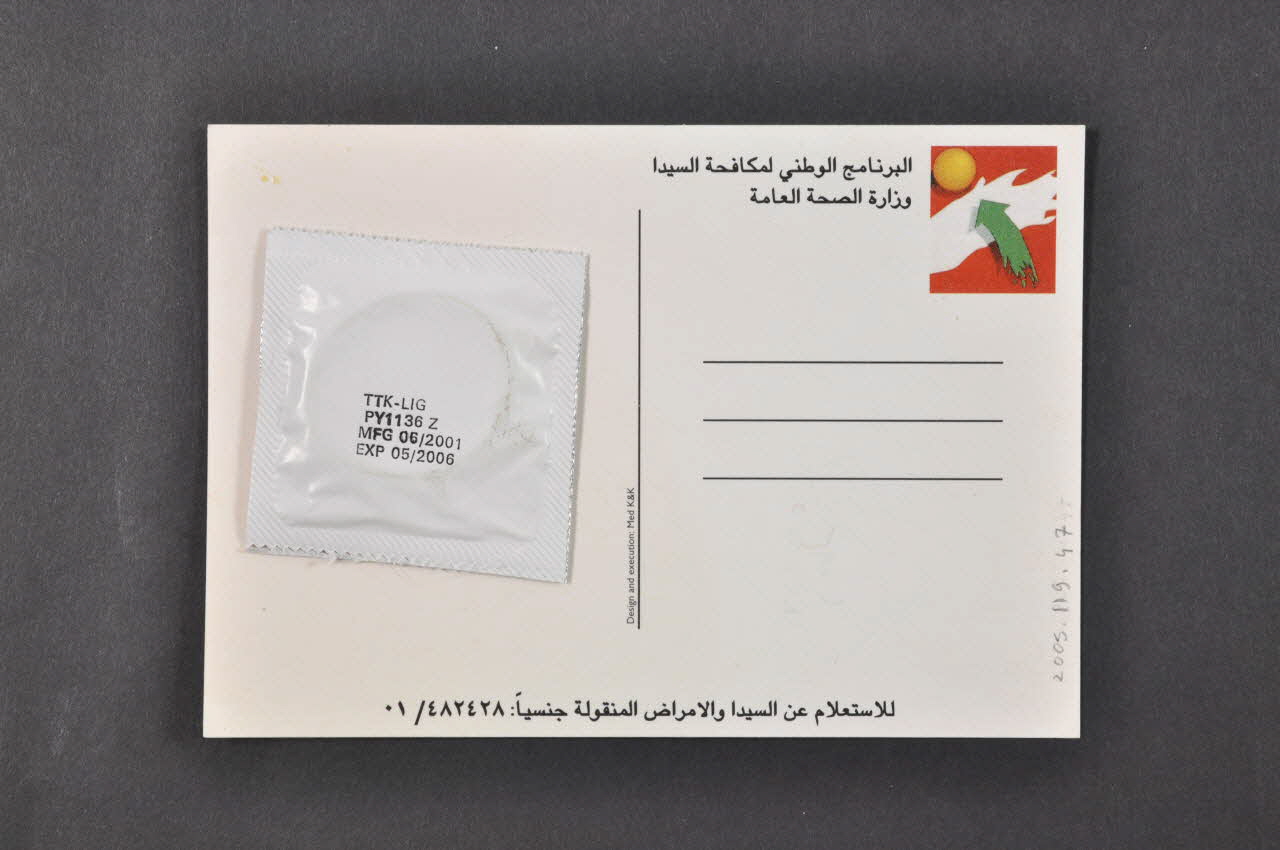 البرنامج الوطني لمكافحة السيدا
وزارة الصحة العامة
TTK-LIG
PY1136 Z
MFG 06/2001
EXP 05/2006
Design and execution: Med K&K
للاستعلام عن السيدا والامراض المنقولة جنسياً: ٤٨٢٤٢٨/ ٠١
2005.119.47